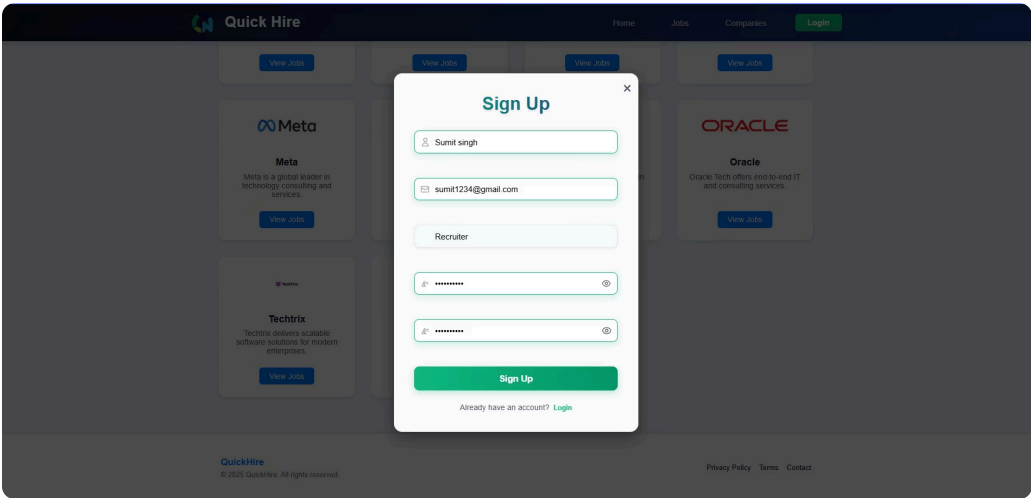 Quick Hire
Home Jobs Companies Login
View Jobs View Jobs View Jobs View Jobs
Sign Up
Sumit singh
sumit1234@gmail.com
Recruiter
••••••••••
••••••••••
Sign Up
Already have an account? Login
Meta
Meta
Meta is a global leader in
technology consulting and
services.
View Jobs
in
ORACLE
Oracle
Oracle Tech offers end-to-end IT
and consulting services.
View Jobs
Techtrix
Techtrix delivers scalable
software solutions for modern
enterprises.
View Jobs
QuickHire
© 2025 QuickHire. All rights reserved.
Privacy Policy Terms Contact